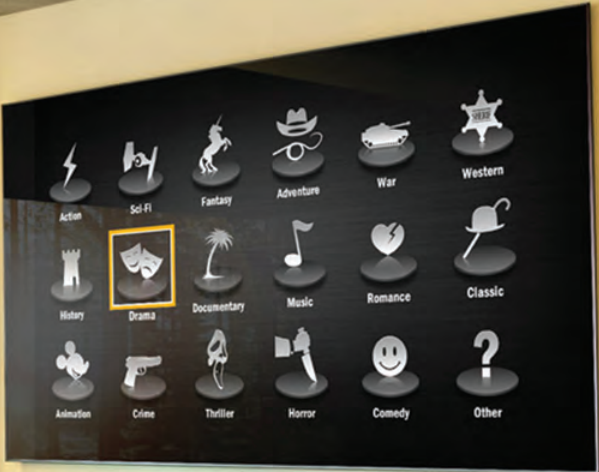 Action
Sci-Fi
Fantasy
Adventure
War
Western
History
Drama
Documentary
Music
Romance
Classic
Animation
Crime
Thriller
Horror
Comedy
Other